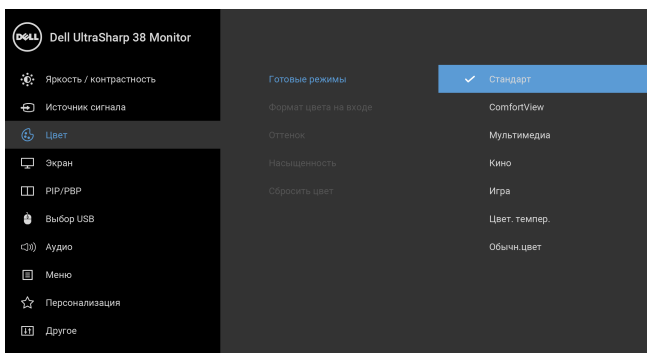 DELL
Dell UltraSharp 38 Monitor
Яркость / контрастность
Источник сигнала
Цвет
Экран
PIP/PBP
Выбор USB
Аудио
Меню
Персонализация
Другое
Готовые режимы
Формат цвета на входе
Оттенок
Насыщенность
Сбросить цвет
Стандарт
ComfortView
Мультимедиа
Кино
Игра
Цвет. темпер.
Обычн.цвет